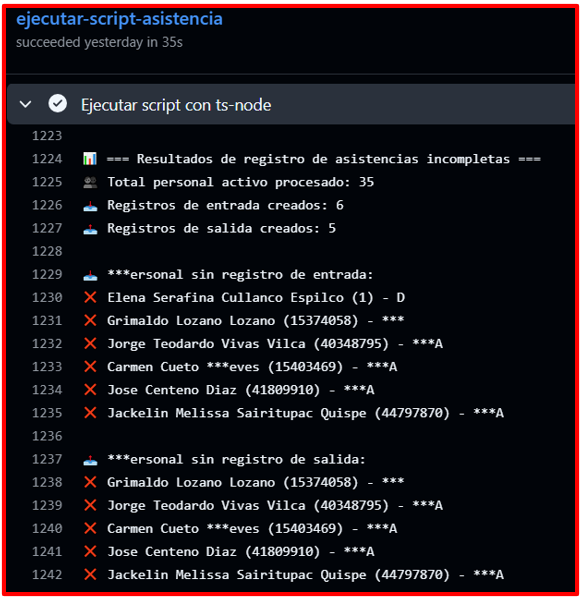 ejecutar-script-asistencia
succeeded yesterday in 35s
Ejecutar script con ts-node
1223
1224 📊 === Resultados de registro de asistencias incompletas ===
1225 👥 Total personal activo procesado: 35
1226 📥 Registros de entrada creados: 6
1227 📤 Registros de salida creados: 5
1228
1229 📥 ***ersonal sin registro de entrada:
1230 ❌ Elena Serafina Cullanco Espilco (1) - D
1231 ❌ Grimaldo Lozano Lozano (15374058) - ***
1232 ❌ Jorge Teodardo Vivas Vilca (40348795) - ***A
1233 ❌ Carmen Cueto ***eves (15403469) - ***A
1234 ❌ Jose Centeno Diaz (41809910) - ***A
1235 ❌ Jackelin Melissa Sairitupac Quispe (44797870) - ***A
1236
1237 📤 ***ersonal sin registro de salida:
1238 ❌ Grimaldo Lozano Lozano (15374058) - ***
1239 ❌ Jorge Teodardo Vivas Vilca (40348795) - ***A
1240 ❌ Carmen Cueto ***eves (15403469) - ***A
1241 ❌ Jose Centeno Diaz (41809910) - ***A
1242 ❌ Jackelin Melissa Sairitupac Quispe (44797870) - ***A